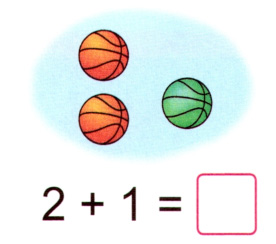 2 + 1 =